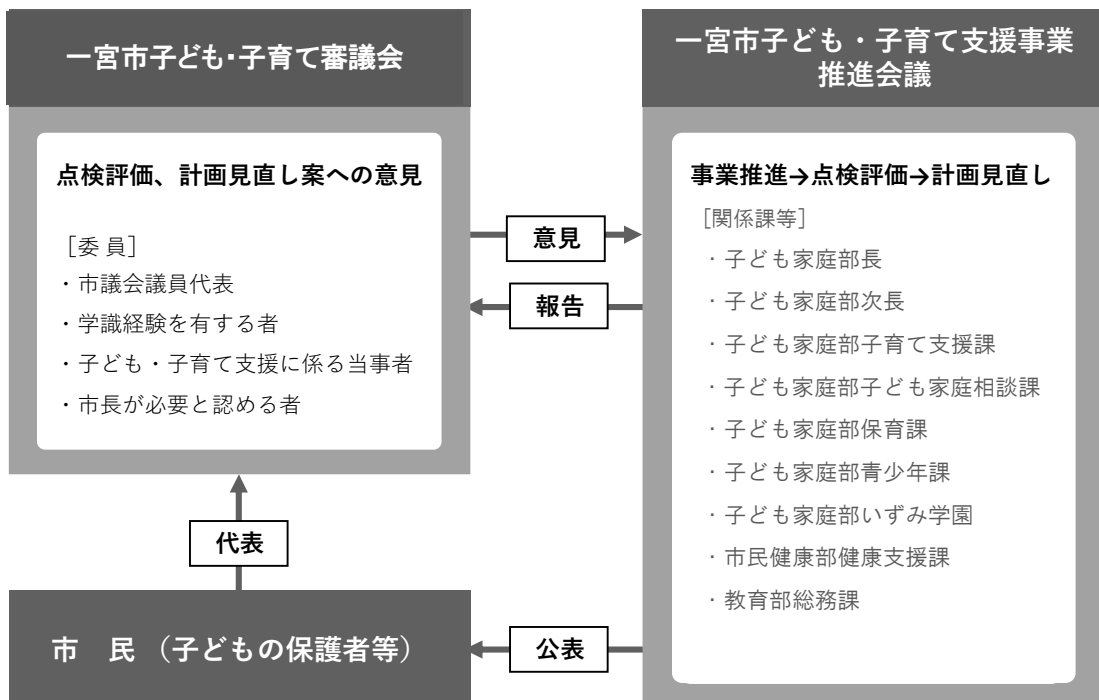 一宮市子ども・子育て審議会
点検評価、計画見直し案への意見
［委 員］
・市議会議員代表
・学識経験を有する者
・子ども・子育て支援に係る当事者
・市長が必要と認める者
意見
報告
一宮市子ども・子育て支援事業
推進会議
事業推進→点検評価→計画見直し
［関係課等］
・子ども家庭部長
・子ども家庭部次長
・子ども家庭部子育て支援課
・子ども家庭部子ども家庭相談課
・子ども家庭部保育課
・子ども家庭部青少年課
・子ども家庭部いずみ学園
・市民健康部健康支援課
・教育部総務課
代表
市　民 （子どもの保護者等）
公表